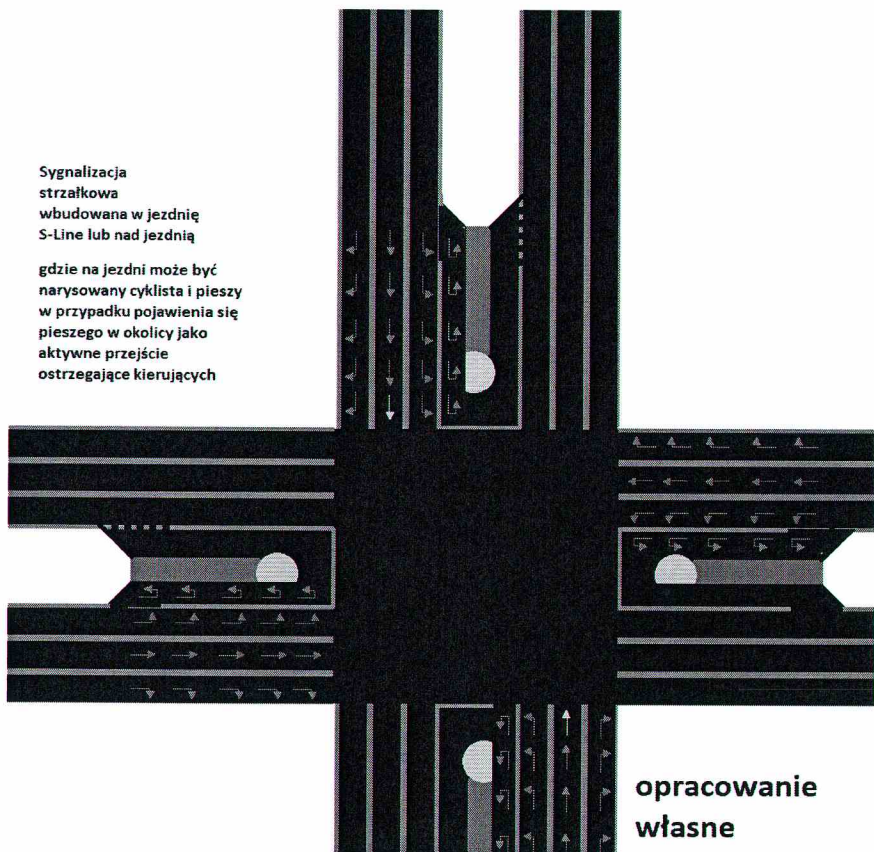 Sygnalizacja
strzałkowa
wbudowana w jezdnię
S-Line lub nad jezdnią
gdzie na jezdni może być
narysowany cyklista i pieszy
w przypadku pojawienia się
pieszego w okolicy jako
aktywne przejście
ostrzegające kierujących
opracowanie
własne